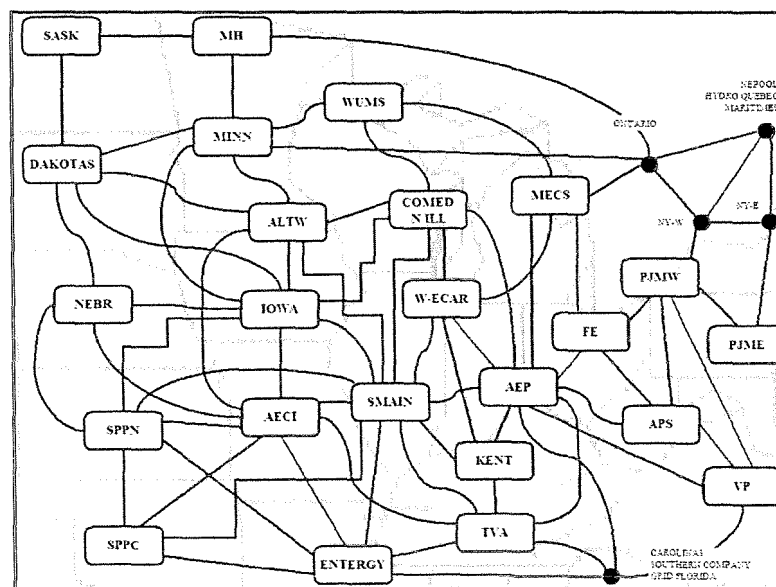 SASK
MH
NEPOOL
HYDRO QUEBEC
MARITIMES
WUMS
ONTARIO
MINN
DAKOTAS
MECS
COMED
N ILL
ALTW
NY-W
NY-E
PJMW
NEBR
IOWA
W-ECAR
FE
PJME
AEP
SMAIN
AECI
SPPN
APS
KENT
VP
TVA
SPPC
ENTERGY
CAROLINAS
SOUTHERN COMPANY
GRID FLORIDA